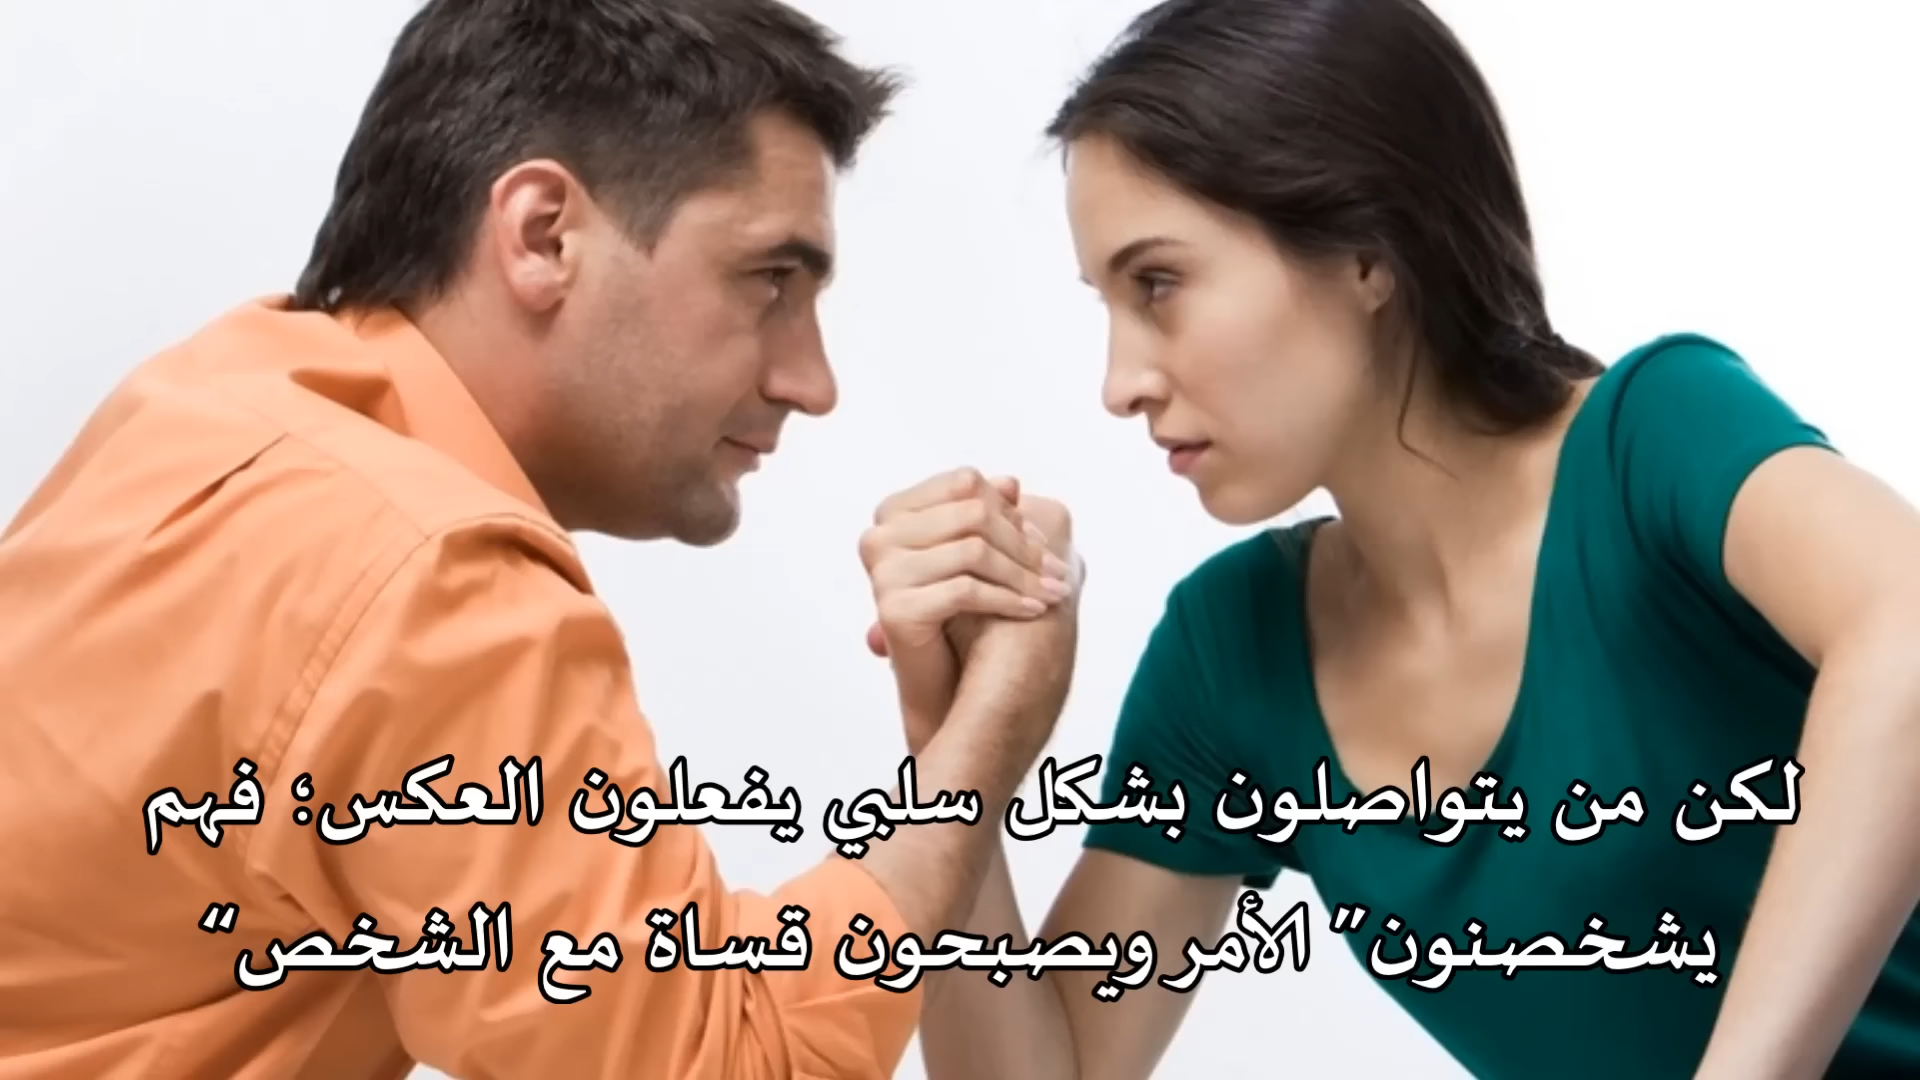 لكن من يتواصلون بشكل سلبي يفعلون العكس؛ فهم
يشخصنون” الأمر ويصبحون قساة مع الشخص“